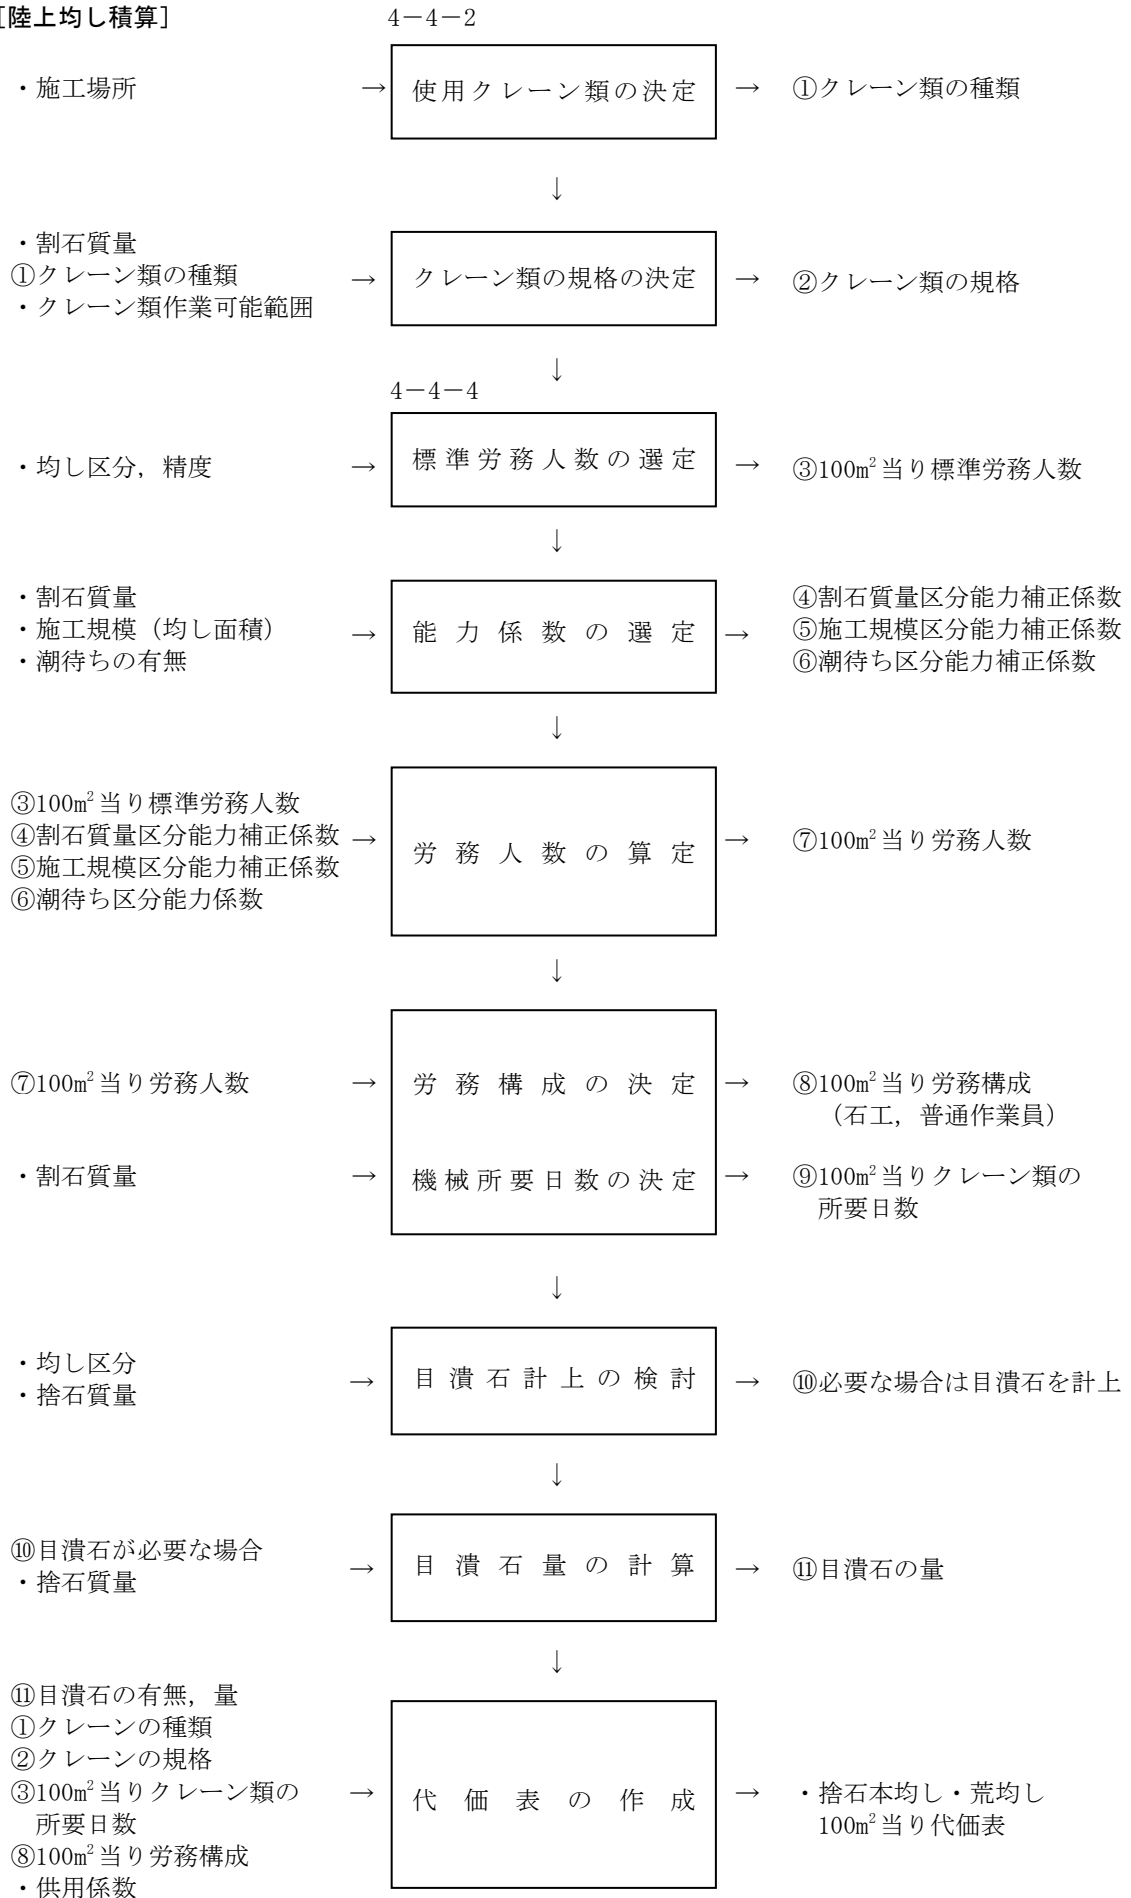 [陸上均し積算]
4－4－2
・施工場所
→
使用クレーン類の決定
→
①クレーン類の種類
↓
・割石質量
①クレーン類の種類
・クレーン類作業可能範囲
→
クレーン類の規格の決定
→
②クレーン類の規格
↓
4－4－4
・均し区分，精度
→
標準労務人数の選定
→
③100m²当り標準労務人数
↓
・割石質量
・施工規模（均し面積）
・潮待ちの有無
→
能力係数の選定
→
④割石質量区分能力補正係数
⑤施工規模区分能力補正係数
⑥潮待ち区分能力補正係数
↓
③100m²当り標準労務人数
④割石質量区分能力補正係数
⑤施工規模区分能力補正係数
⑥潮待ち区分能力係数
→
労務人数の算定
→
⑦100m²当り労務人数
↓
⑦100m²当り労務人数
→
労務構成の決定
→
⑧100m²当り労務構成
（石工，普通作業員）
・割石質量
→
機械所要日数の決定
→
⑨100m²当りクレーン類の
所要日数
↓
・均し区分
・捨石質量
→
目潰石計上の検討
→
⑩必要な場合は目潰石を計上
↓
⑩目潰石が必要な場合
・捨石質量
→
目潰石量の計算
→
⑪目潰石の量
↓
⑪目潰石の有無，量
①クレーンの種類
②クレーンの規格
③100m²当りクレーン類の
所要日数
⑧100m²当り労務構成
・供用係数
→
代価表の作成
→
・捨石本均し・荒均し
100m²当り代価表